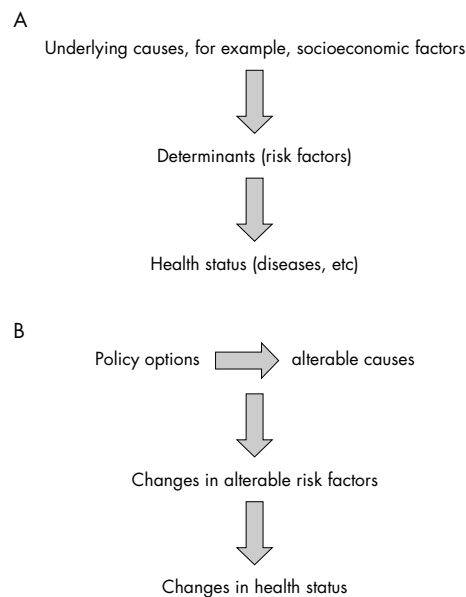 A
Underlying causes, for example, socioeconomic factors
Determinants (risk factors)
Health status (diseases, etc)
B
Policy options alterable causes
Changes in alterable risk factors
Changes in health status